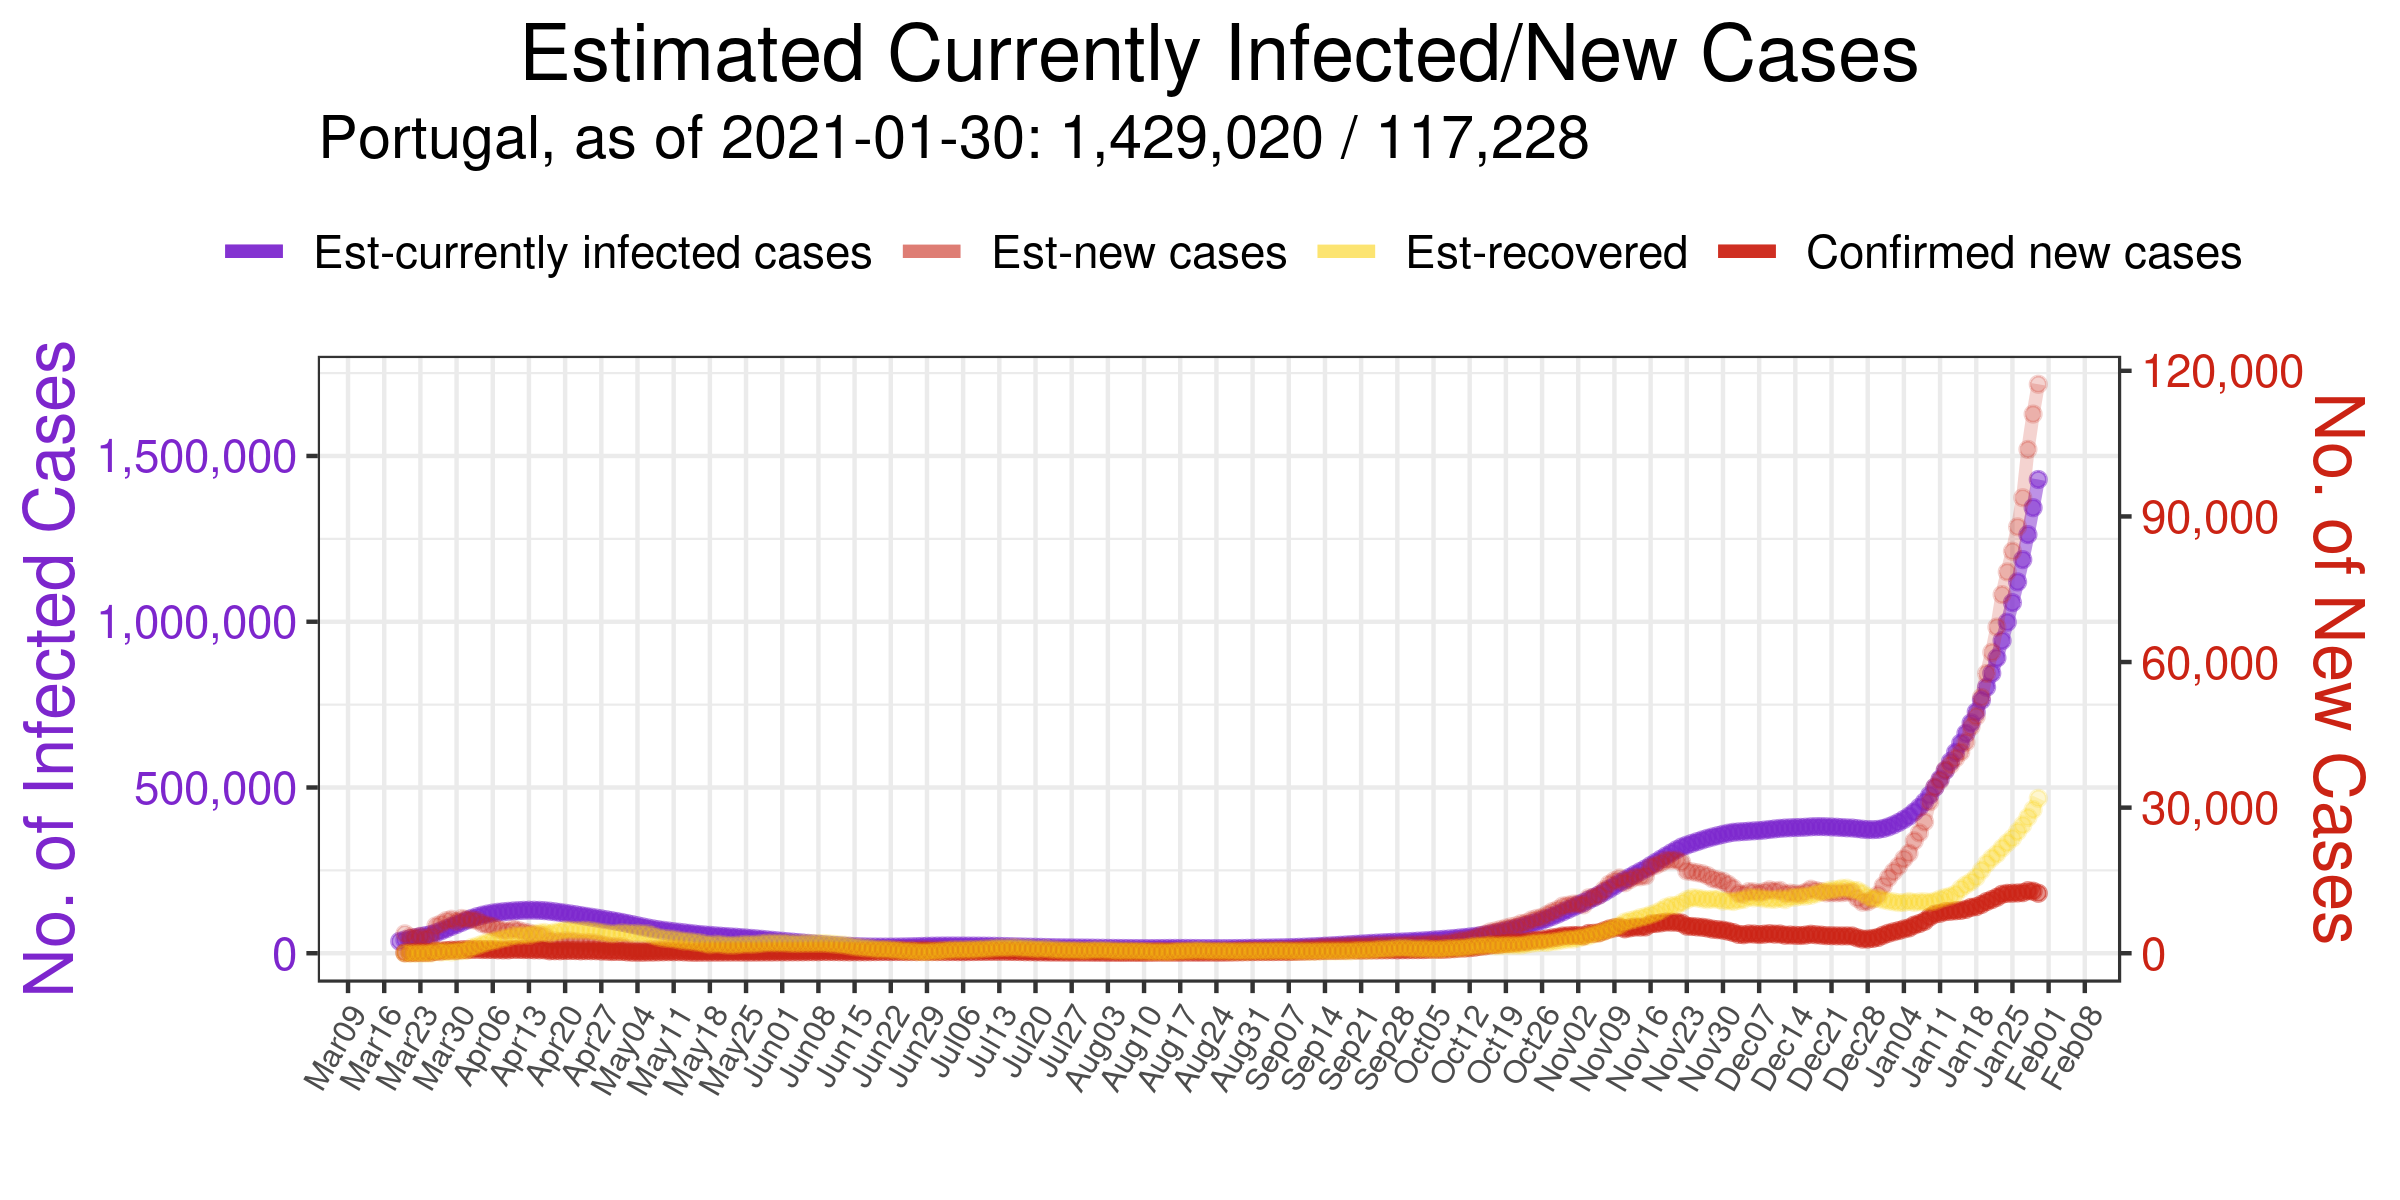 Estimated Currently Infected/New Cases
Portugal, as of 2021-01-30: 1,429,020 / 117,228
Est-currently infected cases Est-new cases Est-recovered Confirmed new cases
No. of Infected Cases
1,500,000
1,000,000
500,000
0
120,000
90,000
60,000
30,000
0
No. of New Cases
Mar09 Mar16 Mar23 Mar30 Apr06 Apr13 Apr20 Apr27 May04 May11 May18 May25 Jun01 Jun08 Jun15 Jun22 Jun29 Jul06 Jul13 Jul20 Jul27 Aug03 Aug10 Aug17 Aug24 Aug31 Sep07 Sep14 Sep21 Sep28 Oct05 Oct12 Oct19 Oct26 Nov02 Nov09 Nov16 Nov23 Nov30 Dec07 Dec14 Dec21 Dec28 Jan04 Jan11 Jan18 Jan25 Feb01 Feb08